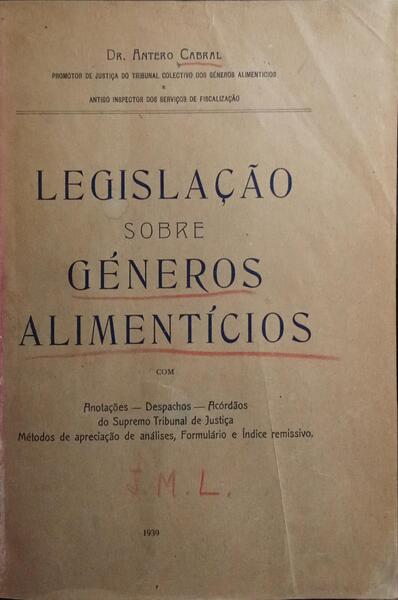 Dr. Antero Cabral
PROMOTOR DE JUSTIÇA DO TRIBUNAL COLECTIVO DOS GÉNEROS ALIMENTICIOS
E
ANTIGO INSPECTOR DOS SERVIÇOS DE FISCALIZAÇÃO
LEGISLAÇÃO
SOBRE
GÉNEROS
ALIMENTÍCIOS
COM
Anotações — Despachos — Acórdãos
do Supremo Tribunal de Justiça
Métodos de apreciação de análises, Formulário e Índice remissivo.
J. M. L.
1939